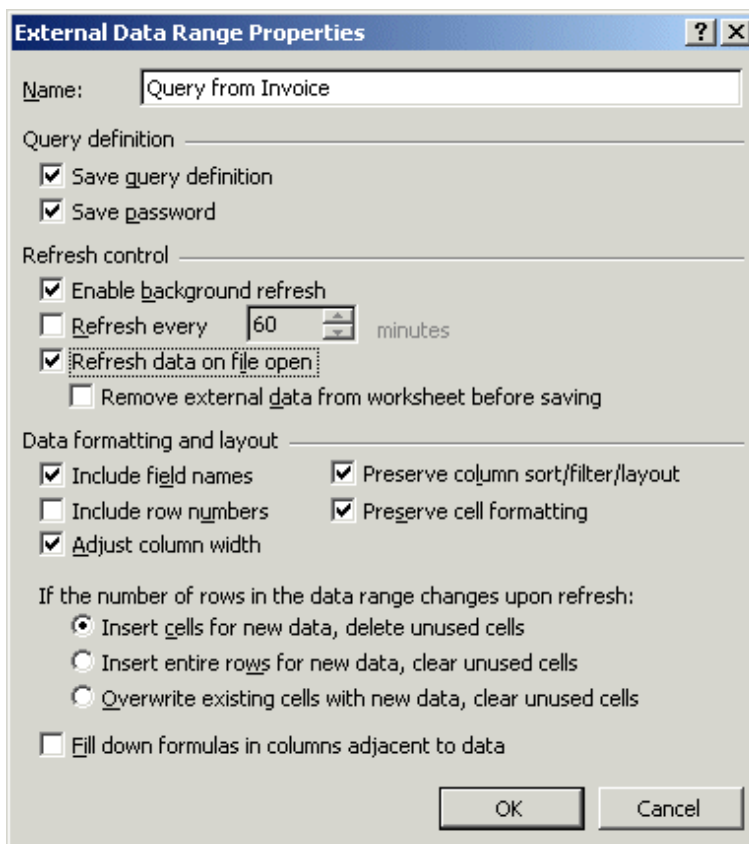 External Data Range Properties
Name: Query from Invoice
Query definition
Save query definition
Save password
Refresh control
Enable background refresh
Refresh every 60 minutes
Refresh data on file open
Remove external data from worksheet before saving
Data formatting and layout
Include field names Preserve column sort/filter/layout
Include row numbers Preserve cell formatting
Adjust column width
If the number of rows in the data range changes upon refresh:
Insert cells for new data, delete unused cells
Insert entire rows for new data, clear unused cells
Overwrite existing cells with new data, clear unused cells
Fill down formulas in columns adjacent to data
OK Cancel